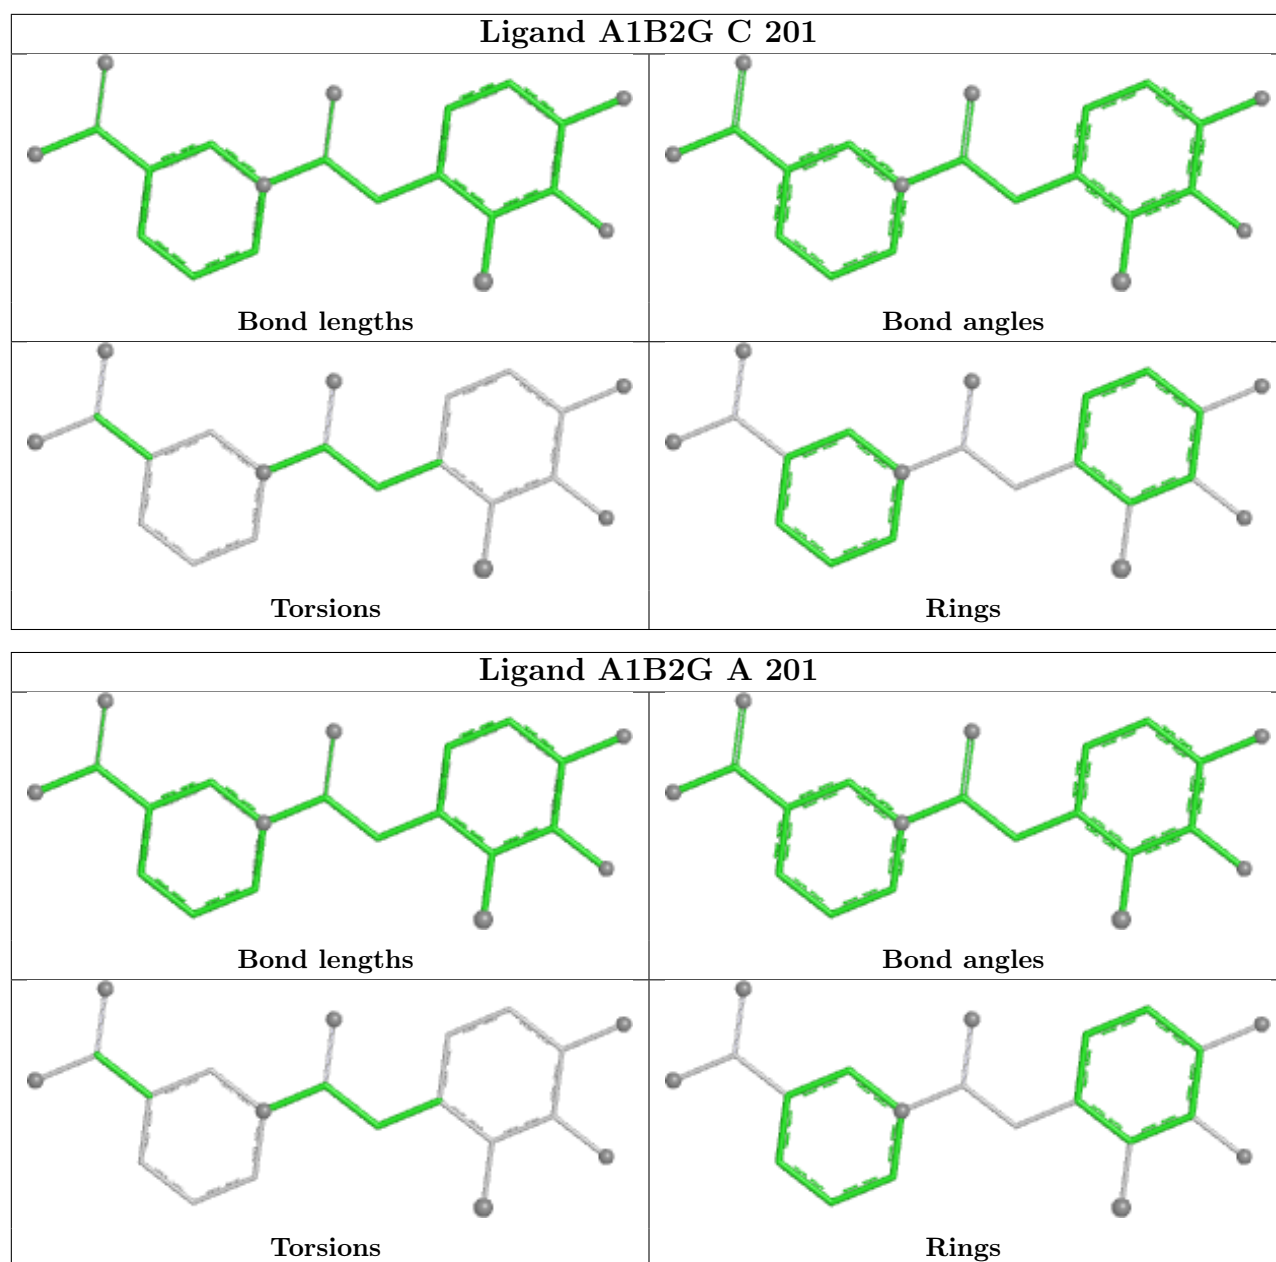 Ligand A1B2G C 201
Bond lengths
Bond angles
Torsions
Rings
Ligand A1B2G A 201
Bond lengths
Bond angles
Torsions
Rings